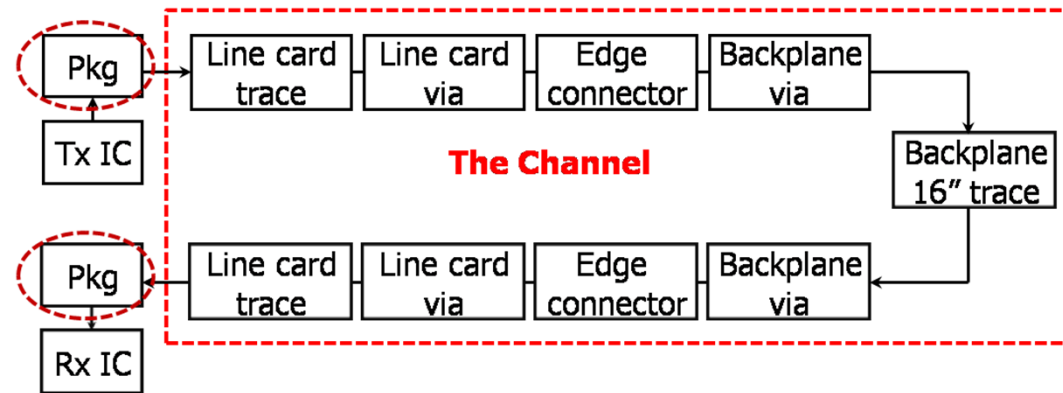 Pkg
Line card
trace
Line card
via
Edge
connector
Backplane
via
Tx IC
The Channel
Backplane
16” trace
Pkg
Line card
trace
Line card
via
Edge
connector
Backplane
via
Rx IC